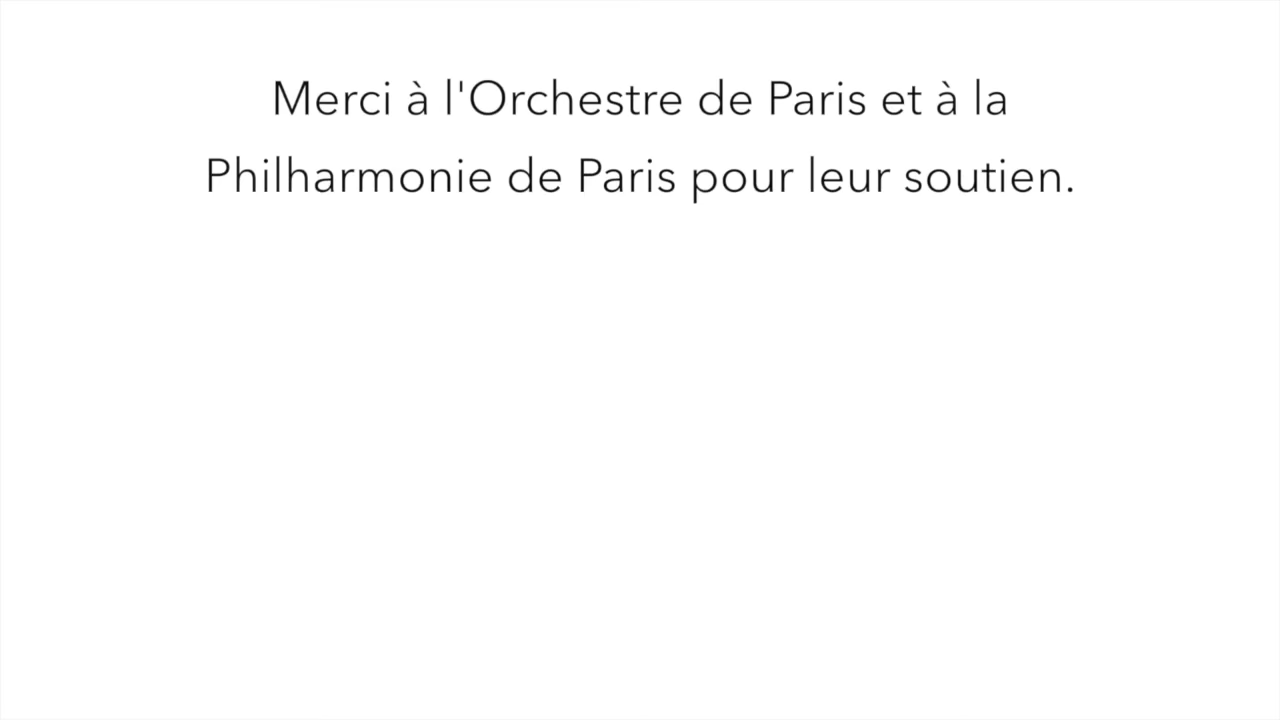 Merci à l'Orchestre de Paris et à la
Philharmonie de Paris pour leur soutien.